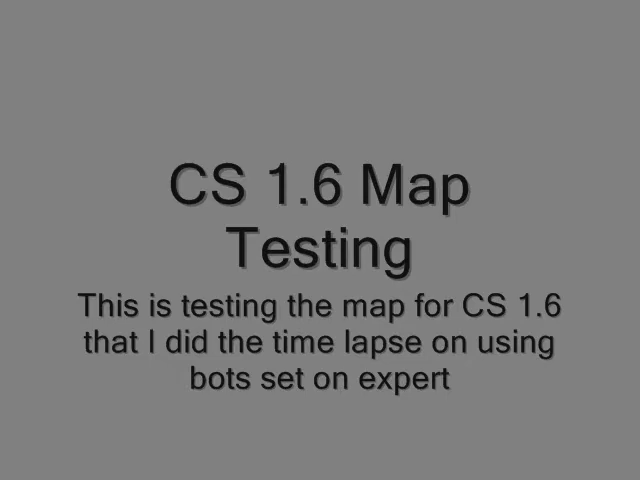 CS 1.6 Map
Testing
This is testing the map for CS 1.6
that I did the time lapse on using
bots set on expert